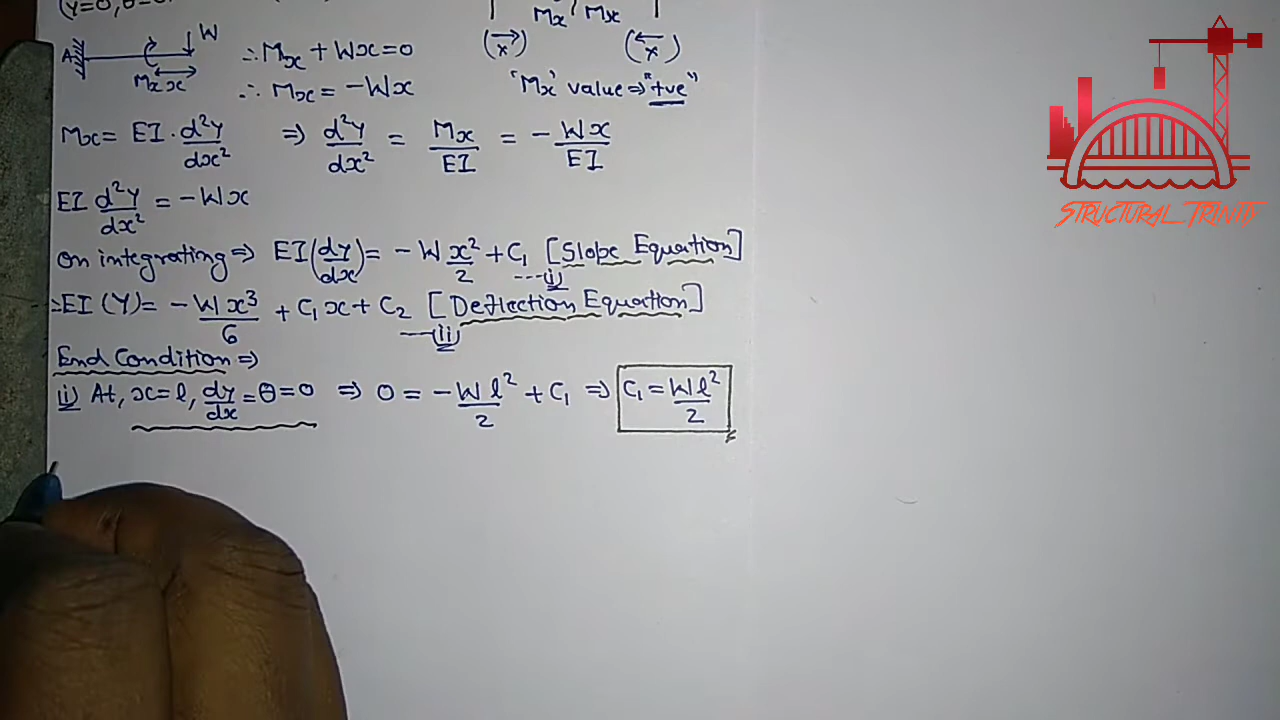 (y=0, θ=0
Mx Mx
A W
∴ Mx + Wx = 0
(→x) (←x)
Mx x
∴ Mx = -Wx
'Mx' value ⇒ "+ve"
Mx = EI · d²y/dx² ⇒ d²y/dx² = Mx/EI = - Wx/EI
EI d²y/dx² = -Wx
On integrating ⇒ EI(dy/dx) = - W x²/2 + C₁ [Slope Equation]
---(i)
⇒ EI (Y) = - Wx³/6 + C₁x + C₂ [Deflection Equation]
---(ii)
End Condition ⇒
(i) At, x=l, dy/dx = θ = 0 ⇒ 0 = -Wl²/2 + C₁ ⇒ C₁ = Wl²/2
STRUCTURAL TRINITY